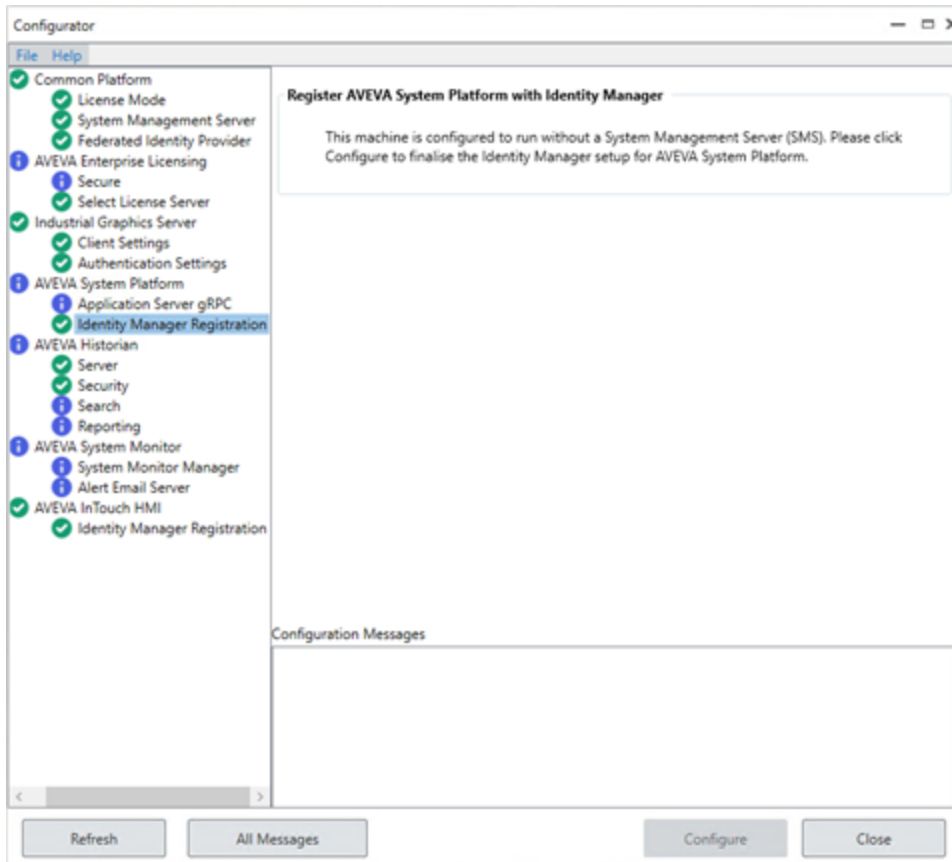 Configurator
File Help
Common Platform
License Mode
System Management Server
Federated Identity Provider
AVEVA Enterprise Licensing
Secure
Select License Server
Industrial Graphics Server
Client Settings
Authentication Settings
AVEVA System Platform
Application Server gRPC
Identity Manager Registration
AVEVA Historian
Server
Security
Search
Reporting
AVEVA System Monitor
System Monitor Manager
Alert Email Server
AVEVA InTouch HMI
Identity Manager Registration
Register AVEVA System Platform with Identity Manager
This machine is configured to run without a System Management Server (SMS). Please click
Configure to finalise the Identity Manager setup for AVEVA System Platform.
Configuration Messages
Refresh
All Messages
Configure
Close